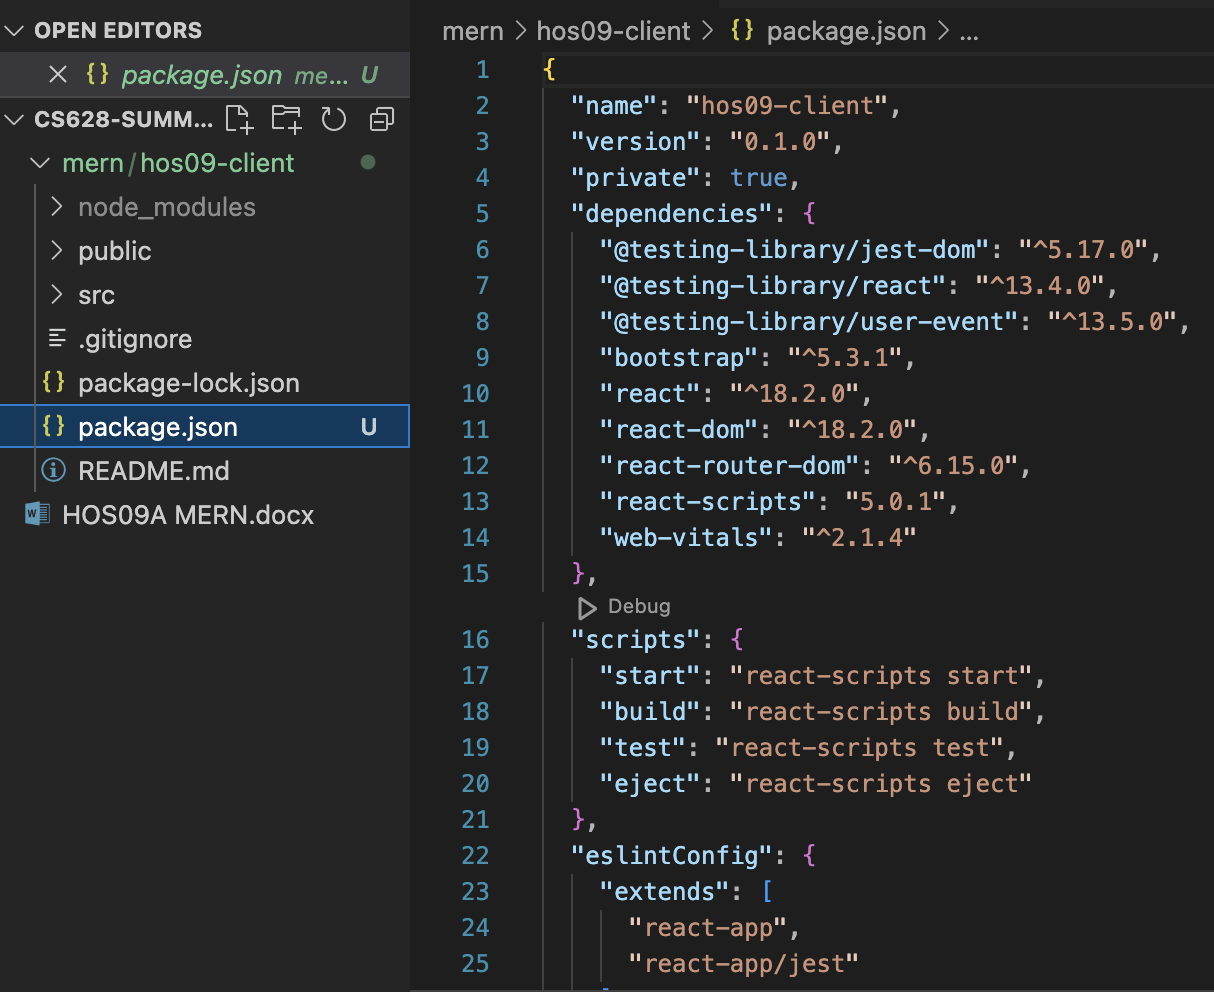 OPEN EDITORS
package.json me... U
CS628-SUMM...
mern/hos09-client
node_modules
public
src
.gitignore
package-lock.json
package.json U
README.md
HOS09A MERN.docx
mern > hos09-client > {} package.json > ...
1 {
2 "name": "hos09-client",
3 "version": "0.1.0",
4 "private": true,
5 "dependencies": {
6 "@testing-library/jest-dom": "^5.17.0",
7 "@testing-library/react": "^13.4.0",
8 "@testing-library/user-event": "^13.5.0",
9 "bootstrap": "^5.3.1",
10 "react": "^18.2.0",
11 "react-dom": "^18.2.0",
12 "react-router-dom": "^6.15.0",
13 "react-scripts": "5.0.1",
14 "web-vitals": "^2.1.4"
15 },
Debug
16 "scripts": {
17 "start": "react-scripts start",
18 "build": "react-scripts build",
19 "test": "react-scripts test",
20 "eject": "react-scripts eject"
21 },
22 "eslintConfig": {
23 "extends": [
24 "react-app",
25 "react-app/jest"